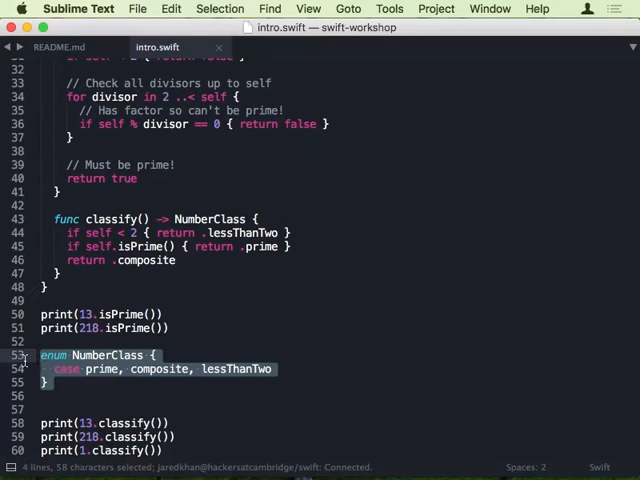 Sublime Text File Edit Selection Find View Goto Tools Project Window Help
intro.swift — swift-workshop
README.md intro.swift
32
33 // Check all divisors up to self
34 for divisor in 2 ..< self {
35 // Has factor so can't be prime!
36 if self % divisor == 0 { return false }
37 }
38
39 // Must be prime!
40 return true
41 }
42
43 func classify() -> NumberClass {
44 if self < 2 { return .lessThanTwo }
45 if self.isPrime() { return .prime }
46 return .composite
47 }
48 }
49
50 print(13.isPrime())
51 print(218.isPrime())
52
53 enum NumberClass {
54 case prime, composite, lessThanTwo
55 }
56
57
58 print(13.classify())
59 print(218.classify())
60 print(1.classify())
4 lines, 58 characters selected; jaredkhan@hackersatcambridge/swift: Connected. Spaces: 2 Swift